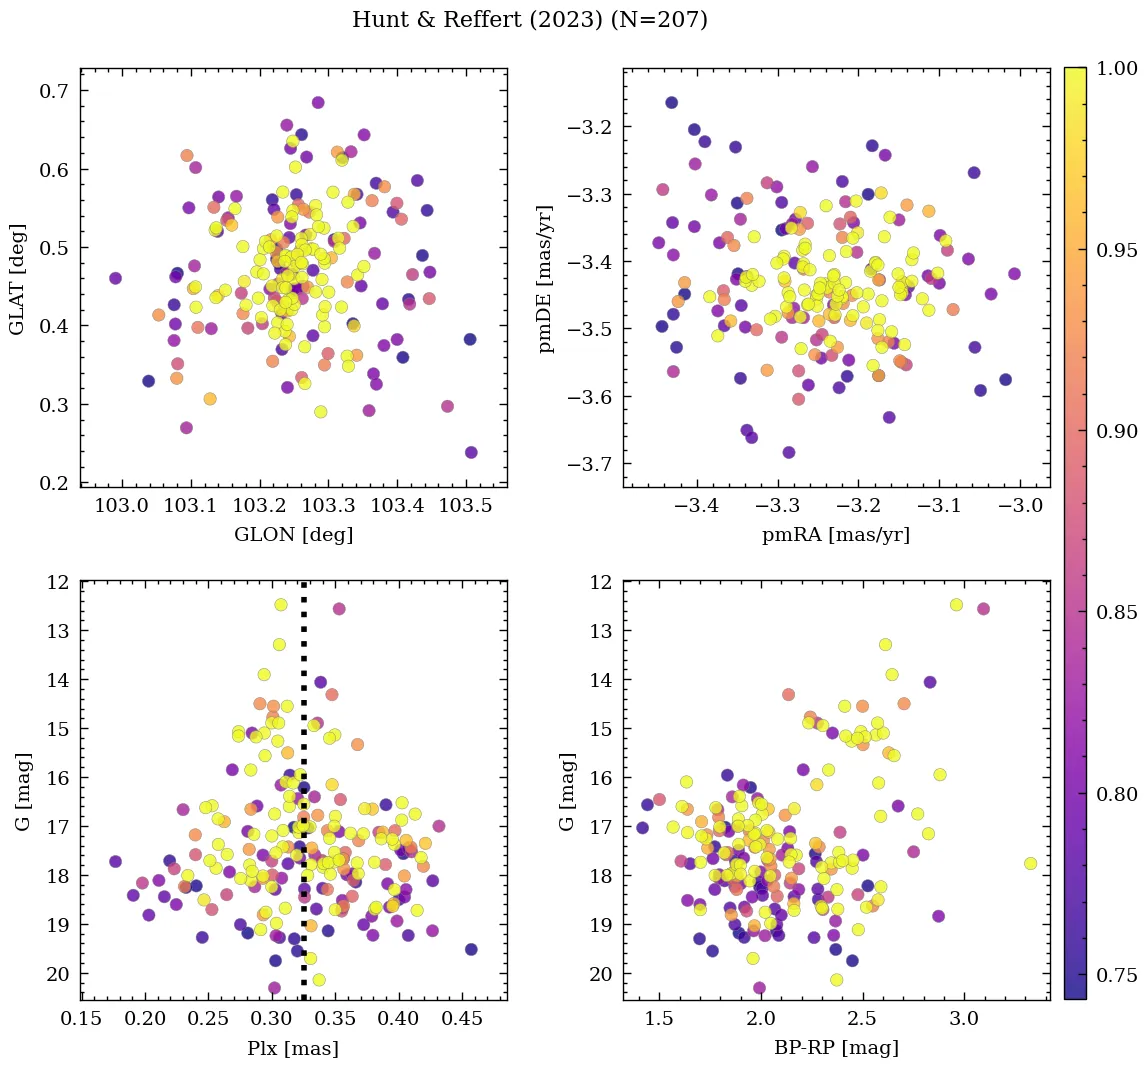 Hunt & Reffert (2023) (N=207)
0.7
0.6
0.5
0.4
0.3
0.2
GLAT [deg]
103.0 103.1 103.2 103.3 103.4 103.5
GLON [deg]
−3.2
−3.3
−3.4
−3.5
−3.6
−3.7
pmDE [mas/yr]
−3.4 −3.3 −3.2 −3.1 −3.0
pmRA [mas/yr]
12
13
14
15
16
17
18
19
20
G [mag]
0.15 0.20 0.25 0.30 0.35 0.40 0.45
Plx [mas]
12
13
14
15
16
17
18
19
20
G [mag]
1.5 2.0 2.5 3.0
BP-RP [mag]
1.00
0.95
0.90
0.85
0.80
0.75